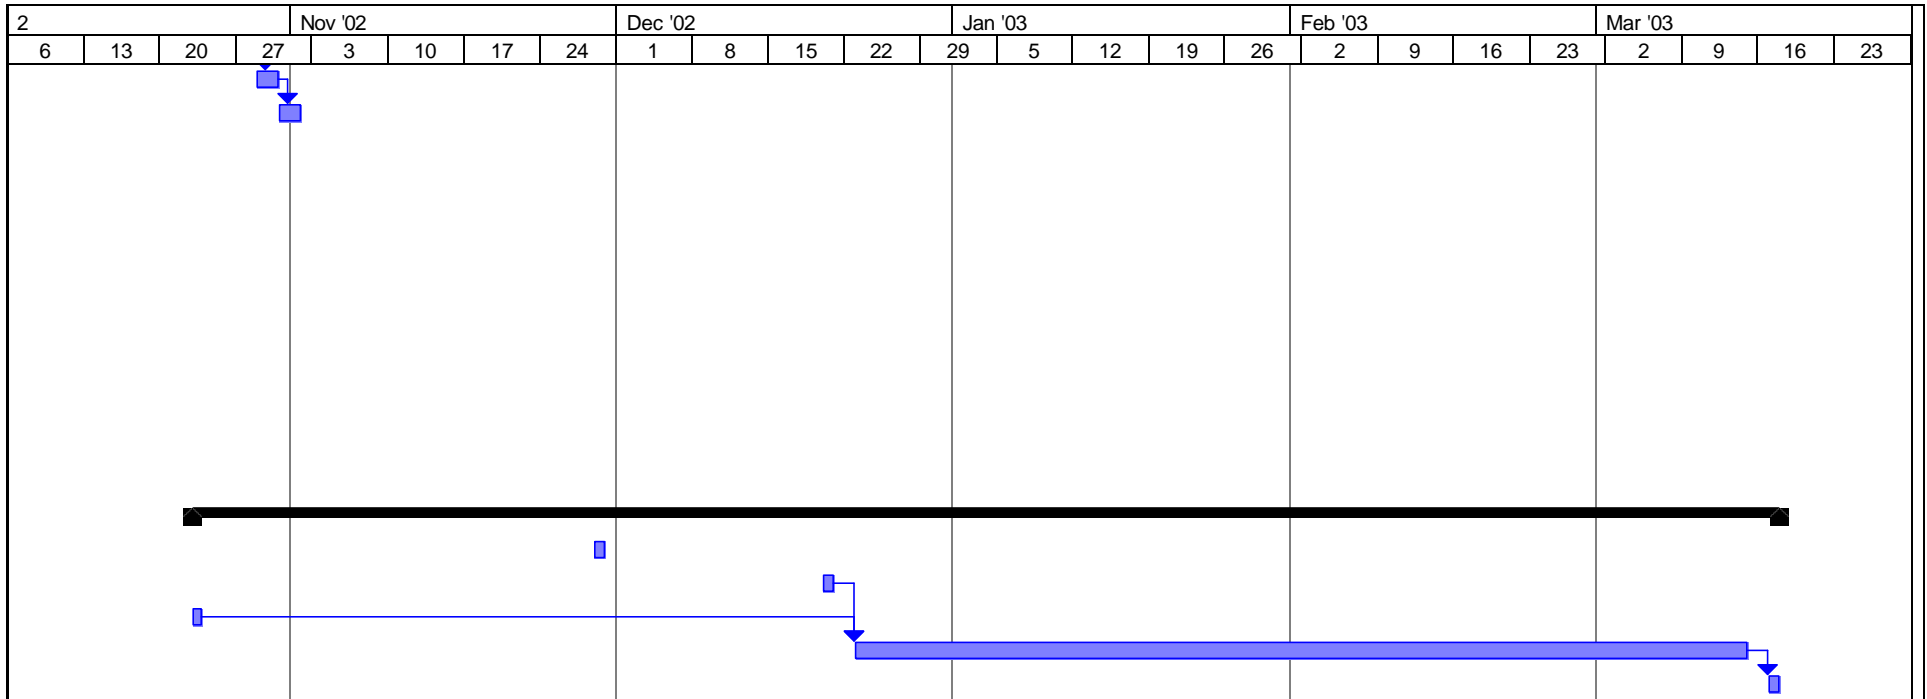 2 Nov '02 Dec '02 Jan '03 Feb '03 Mar '03
6 13 20 27 3 10 17 24 1 8 15 22 29 5 12 19 26 2 9 16 23 2 9 16 23